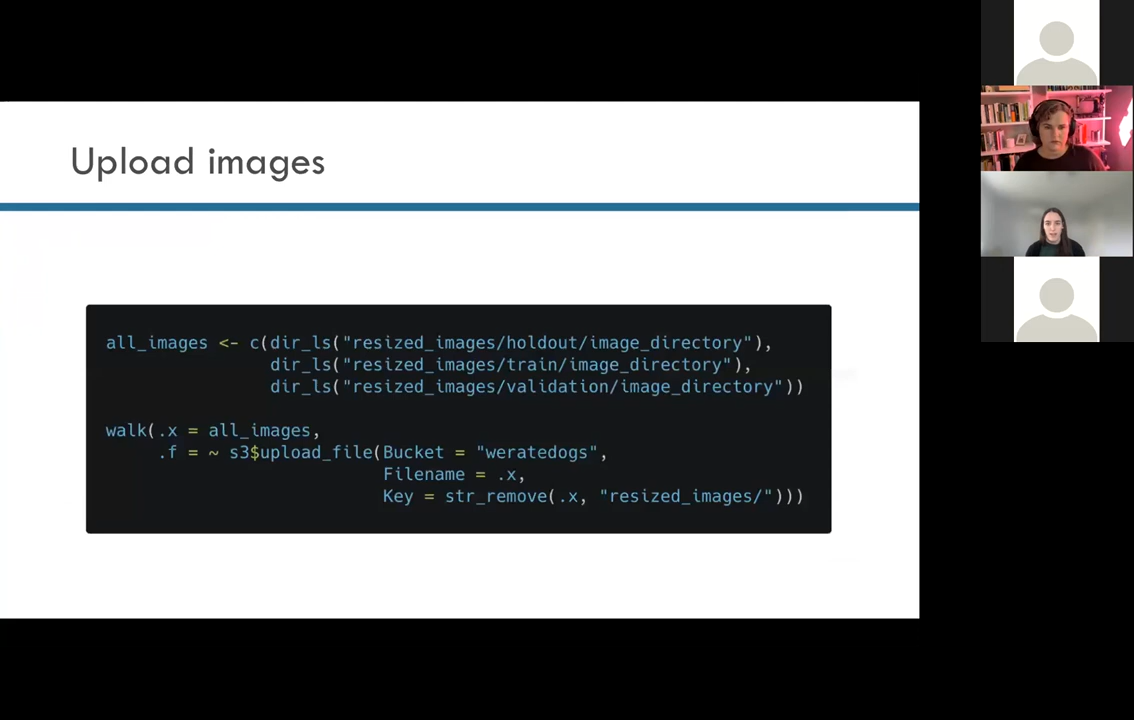 Upload images
all_images <- c(dir_ls("resized_images/holdout/image_directory"),
dir_ls("resized_images/train/image_directory"),
dir_ls("resized_images/validation/image_directory"))
walk(.x = all_images,
.f = ~ s3$upload_file(Bucket = "weratedogs",
Filename = .x,
Key = str_remove(.x, "resized_images/")))